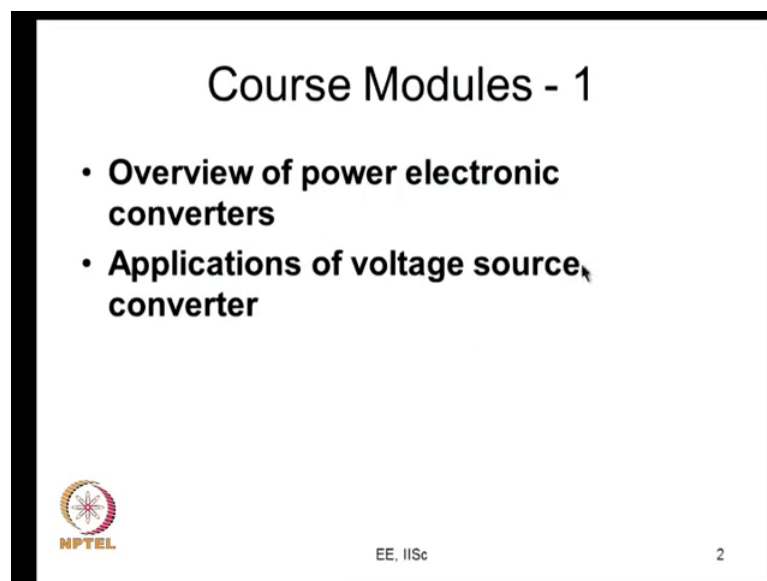 Course Modules - 1
• Overview of power electronic
converters
• Applications of voltage source
converter
NPTEL
EE, IISc
2